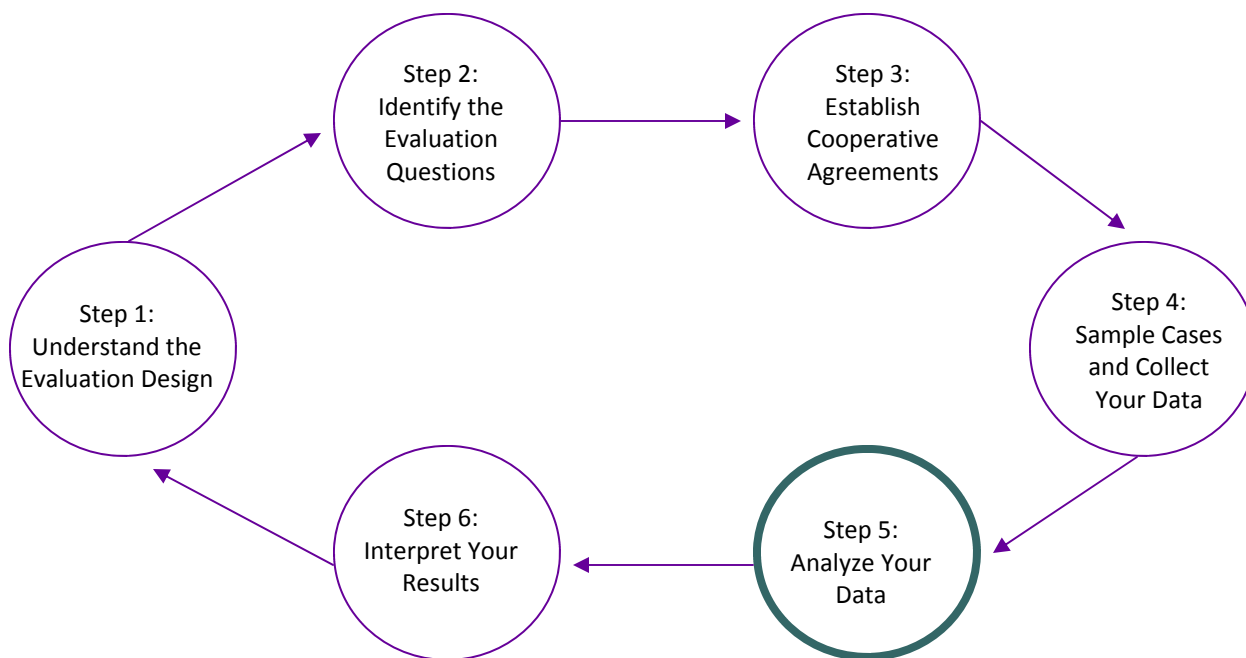 Step 1:
Understand the
Evaluation Design
Step 2:
Identify the
Evaluation
Questions
Step 3:
Establish
Cooperative
Agreements
Step 4:
Sample Cases
and Collect
Your Data
Step 5:
Analyze Your
Data
Step 6:
Interpret Your
Results